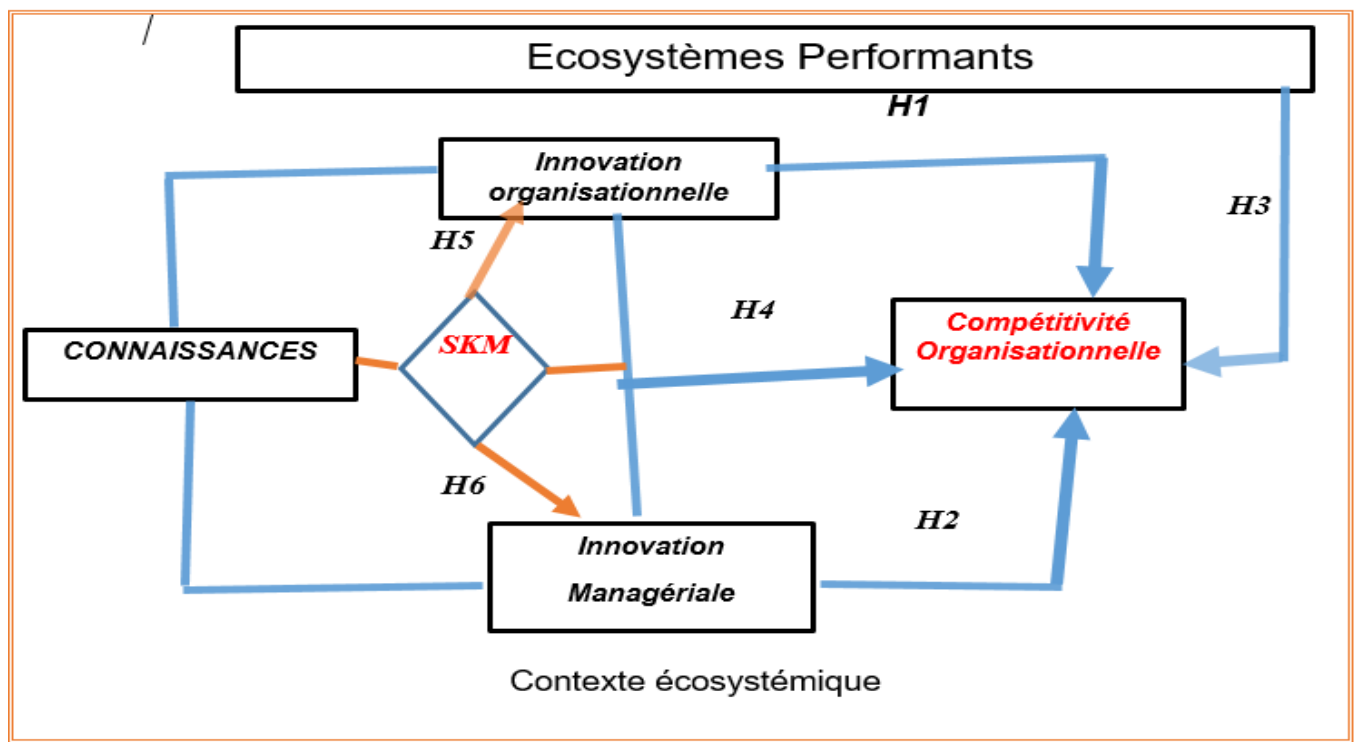 /
Ecosystèmes Performants
H1
Innovation
organisationnelle
H3
H5
H4
SKM
CONNAISSANCES
Compétitivité
Organisationnelle
H6
H2
Innovation
Managériale
Contexte écosystémique